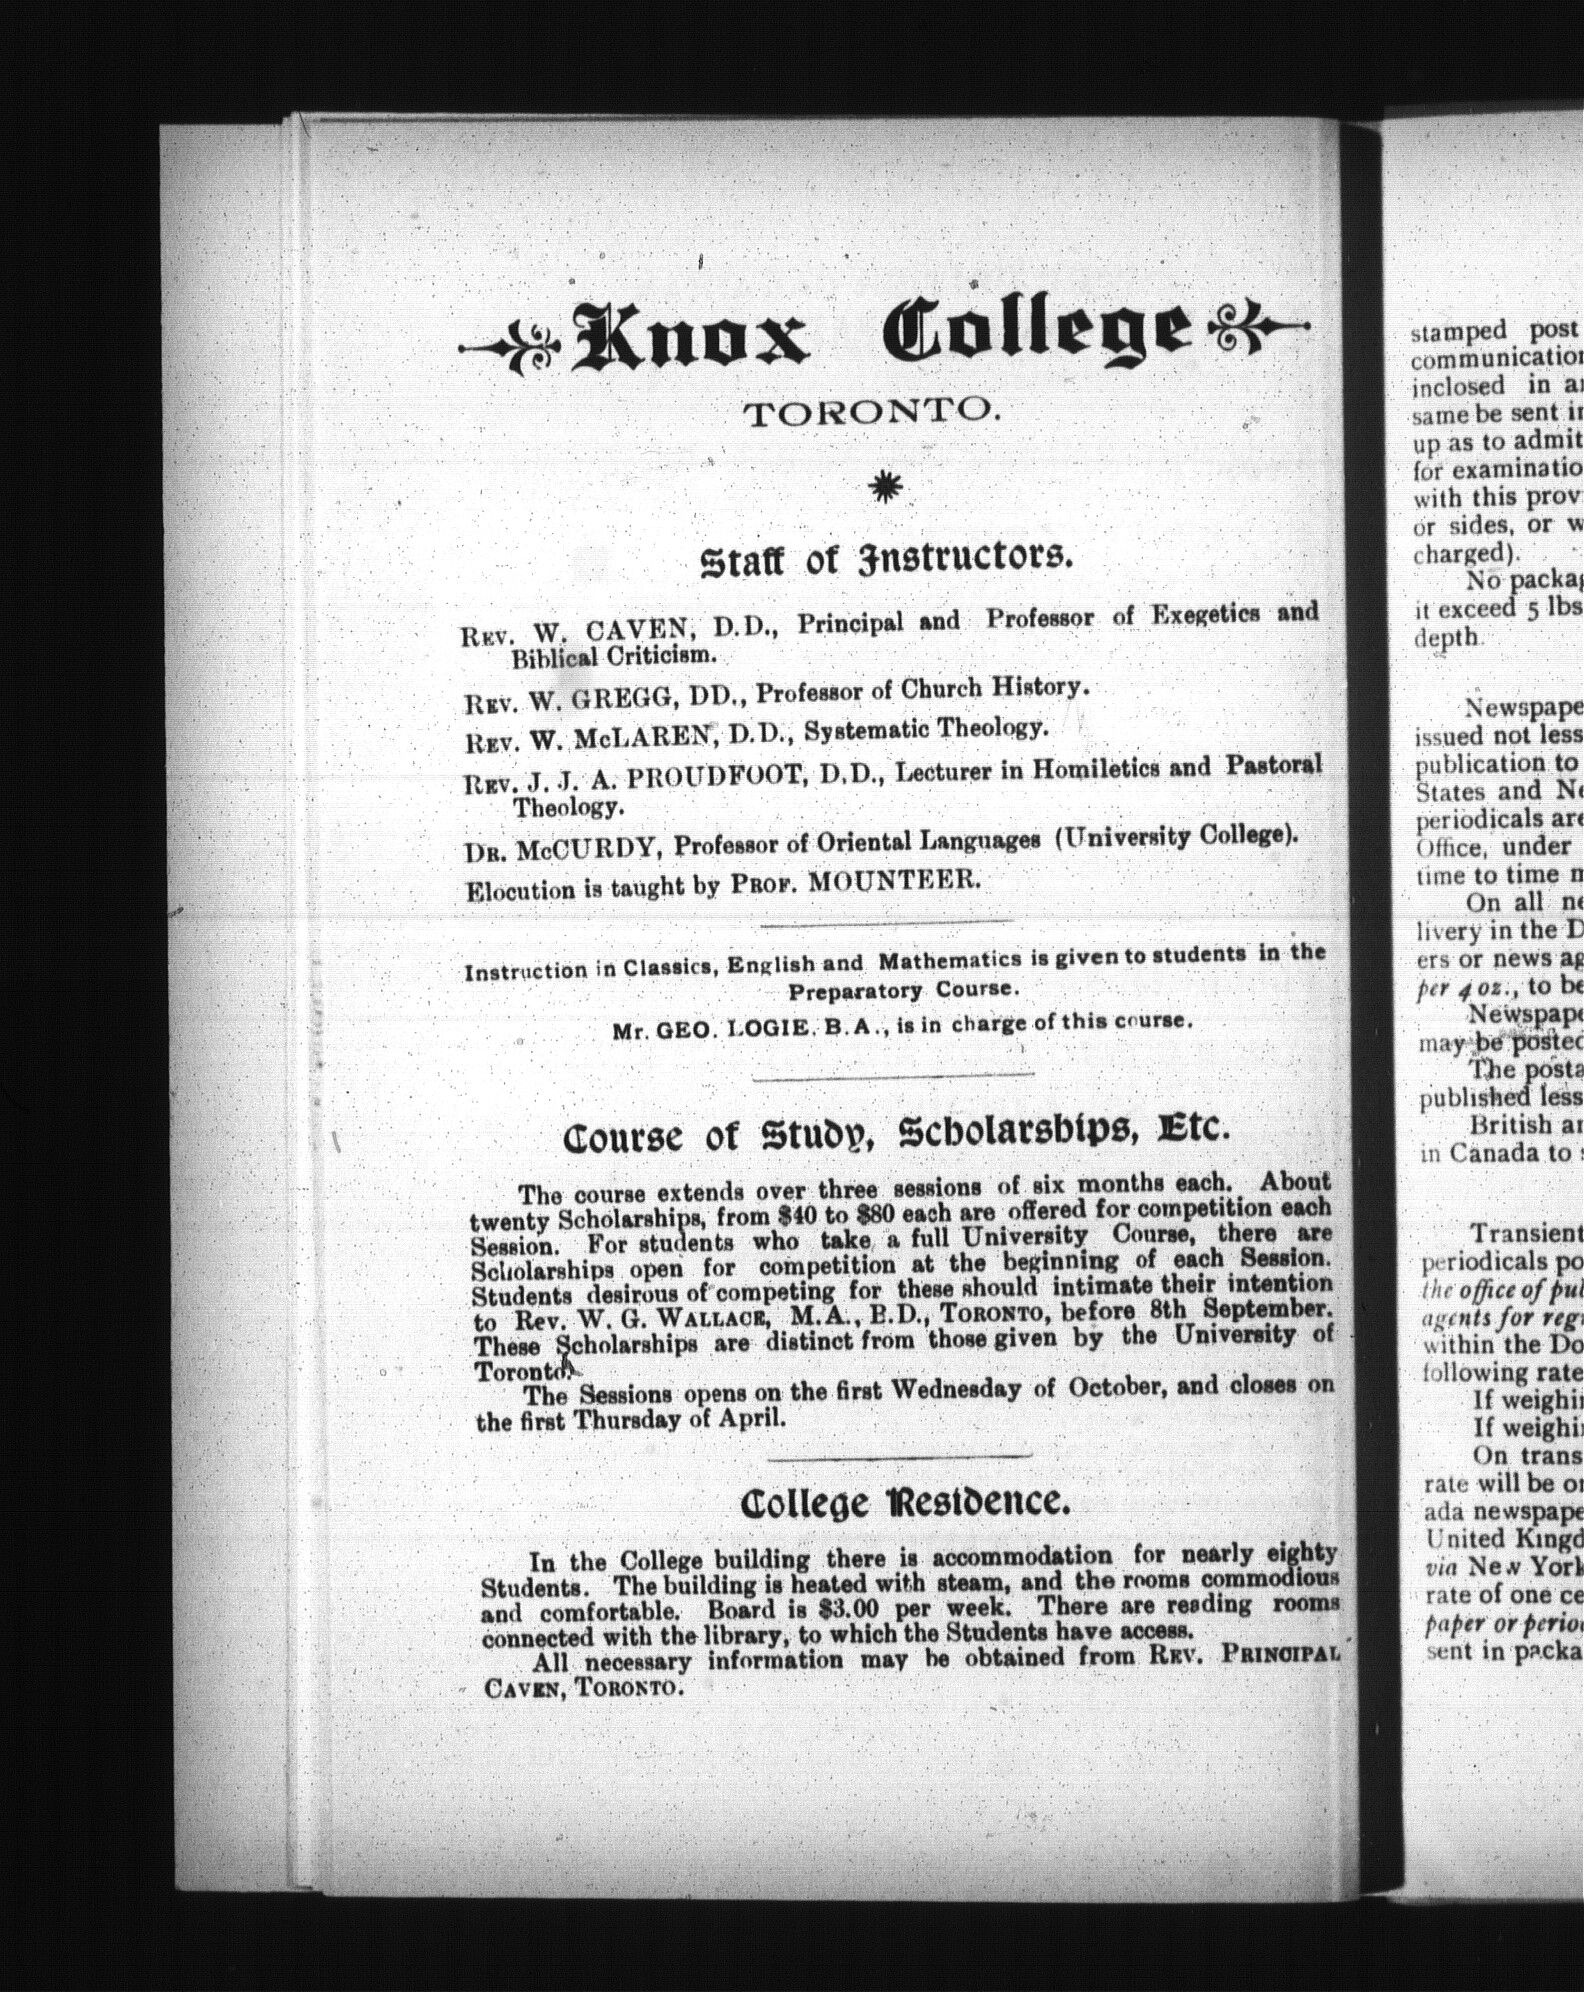 Knox College
TORONTO.
Staff of Instructors.
REV. W. CAVEN, D.D., Principal and Professor of Exegetics and
Biblical Criticism.
REV. W. GREGG, DD., Professor of Church History.
REV. W. McLAREN, D.D., Systematic Theology.
REV. J. J. A. PROUDFOOT, D.D., Lecturer in Homiletics and Pastoral
Theology.
DR. McCURDY, Professor of Oriental Languages (University College).
Elocution is taught by PROF. MOUNTEER.
Instruction in Classics, English and Mathematics is given to students in the
Preparatory Course.
Mr. GEO. LOGIE, B.A., is in charge of this course.
Course of Study, Scholarships, Etc.
The course extends over three sessions of six months each. About
twenty Scholarships, from $40 to $80 each are offered for competition each
Session. For students who take a full University Course, there are
Scholarships open for competition at the beginning of each Session.
Students desirous of competing for these should intimate their intention
to Rev. W. G. WALLACE, M.A., B.D., TORONTO, before 8th September.
These Scholarships are distinct from those given by the University of
Toronto.
The Sessions opens on the first Wednesday of October, and closes on
the first Thursday of April.
College Residence.
In the College building there is accommodation for nearly eighty
Students. The building is heated with steam, and the rooms commodious
and comfortable. Board is $3.00 per week. There are reading rooms
connected with the library, to which the Students have access.
All necessary information may be obtained from REV. PRINCIPAL
CAVEN, TORONTO.
stamped post
communication
inclosed in
same be sent
up as to admit
for examinatio
with this prov
or sides, or w
charged).
No packag
it exceed 5 lbs
depth.
Newspape
issued not less
publication to
States and Ne
periodicals are
Office, under
time to time m
On all ne
livery in the D
ers or news ag
per 4 oz., to be
Newspape
may be posted
The posta
published less
British an
in Canada to
Transient
periodicals po
the office of pub
agents for regu
within the Do
following rate
If weighin
If weighin
On trans
rate will be on
ada newspape
United Kingd
via New York
rate of one ce
paper or period
sent in packa